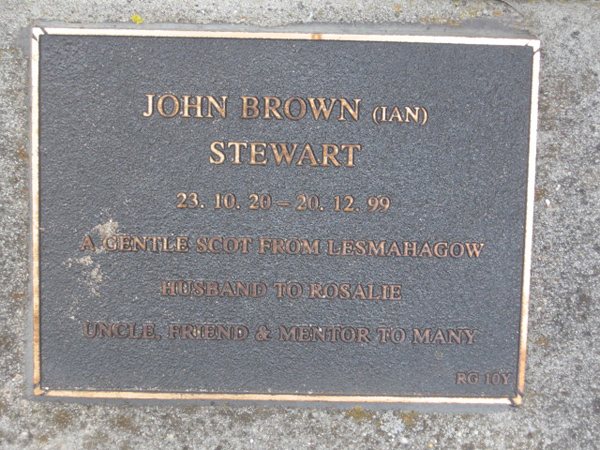 JOHN BROWN (IAN)
STEWART
23. 10. 20 – 20. 12. 99
A GENTLE SCOT FROM LESMAHAGOW
HUSBAND TO ROSALIE
UNCLE, FRIEND & MENTOR TO MANY
RG 10Y